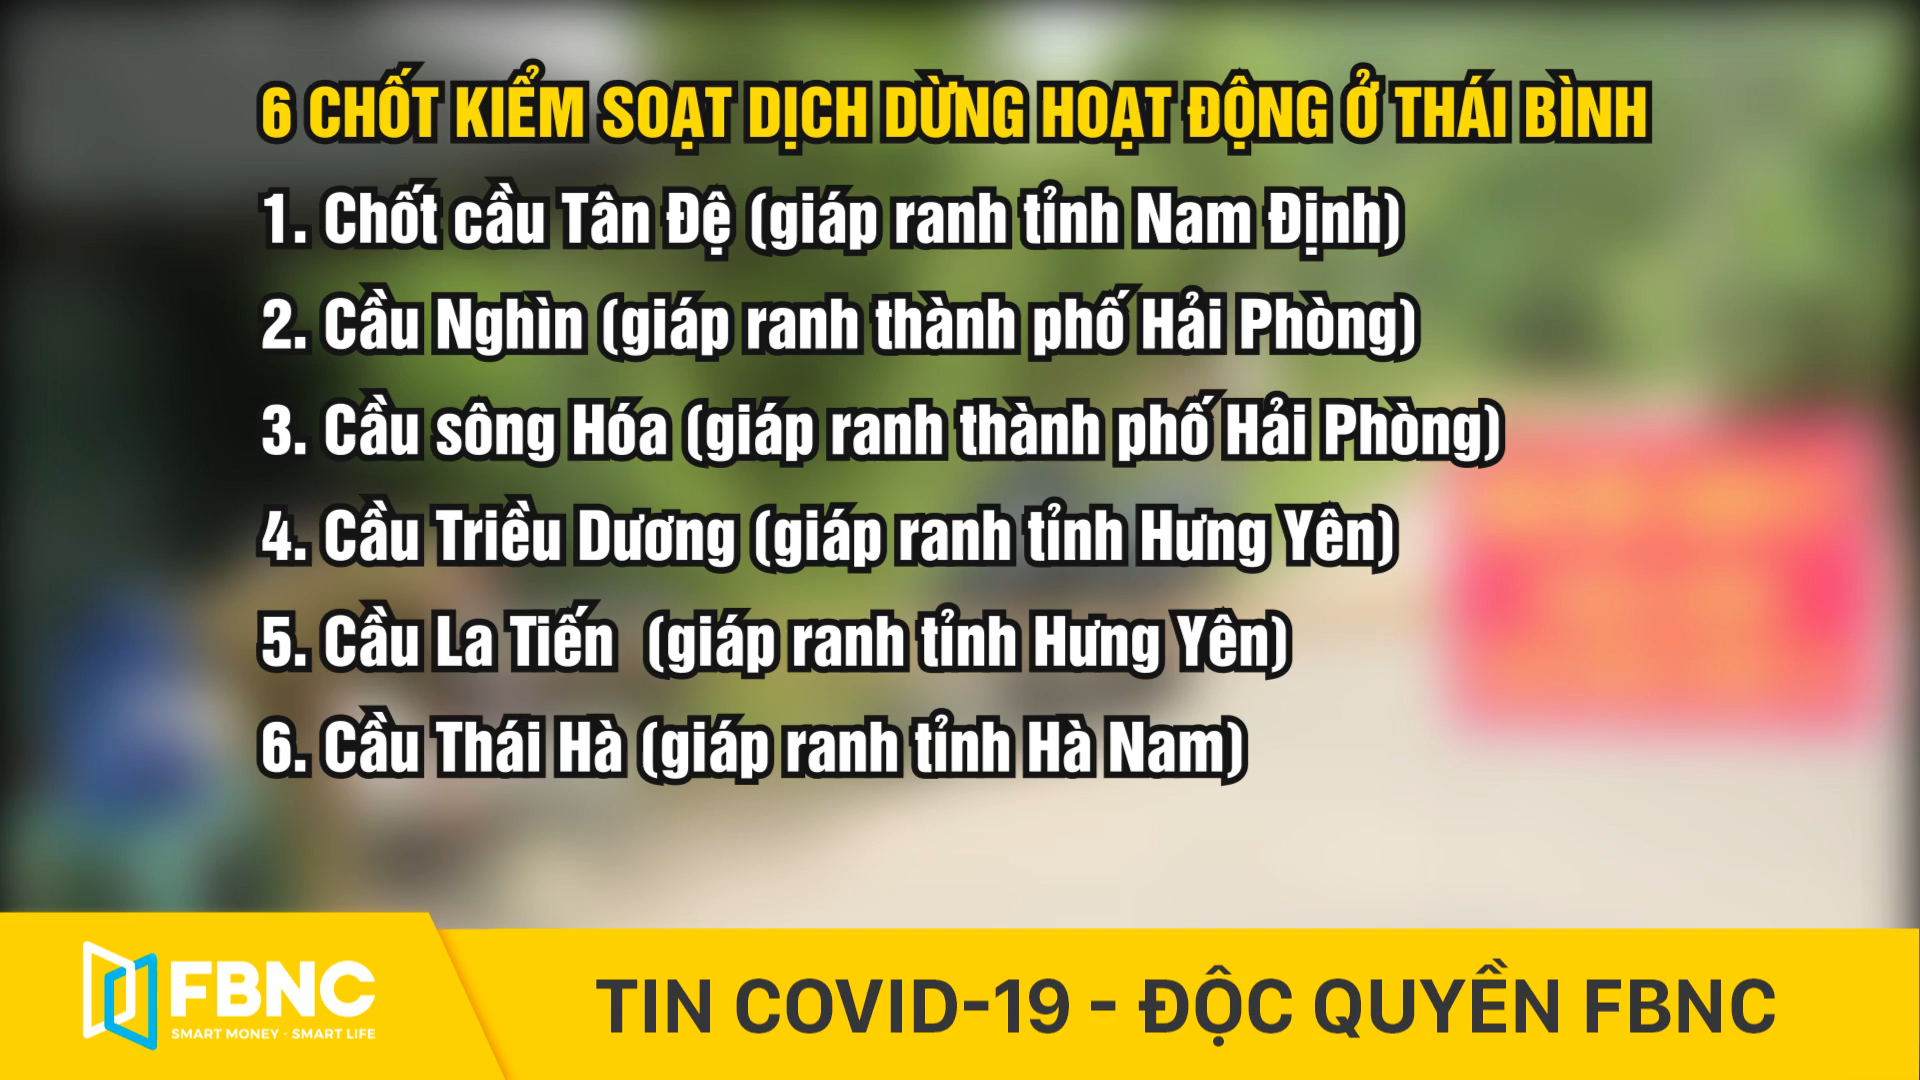 6 CHỐT KIỂM SOẠT DỊCH DỪNG HOẠT ĐỘNG Ở THÁI BÌNH
1. Chốt cầu Tân Đệ (giáp ranh tỉnh Nam Định)
2. Cầu Nghìn (giáp ranh thành phố Hải Phòng)
3. Cầu sông Hóa (giáp ranh thành phố Hải Phòng)
4. Cầu Triều Dương (giáp ranh tỉnh Hưng Yên)
5. Cầu La Tiến (giáp ranh tỉnh Hưng Yên)
6. Cầu Thái Hà (giáp ranh tỉnh Hà Nam)
FBNC
SMART MONEY - SMART LIFE
TIN COVID-19 - ĐỘC QUYỀN FBNC